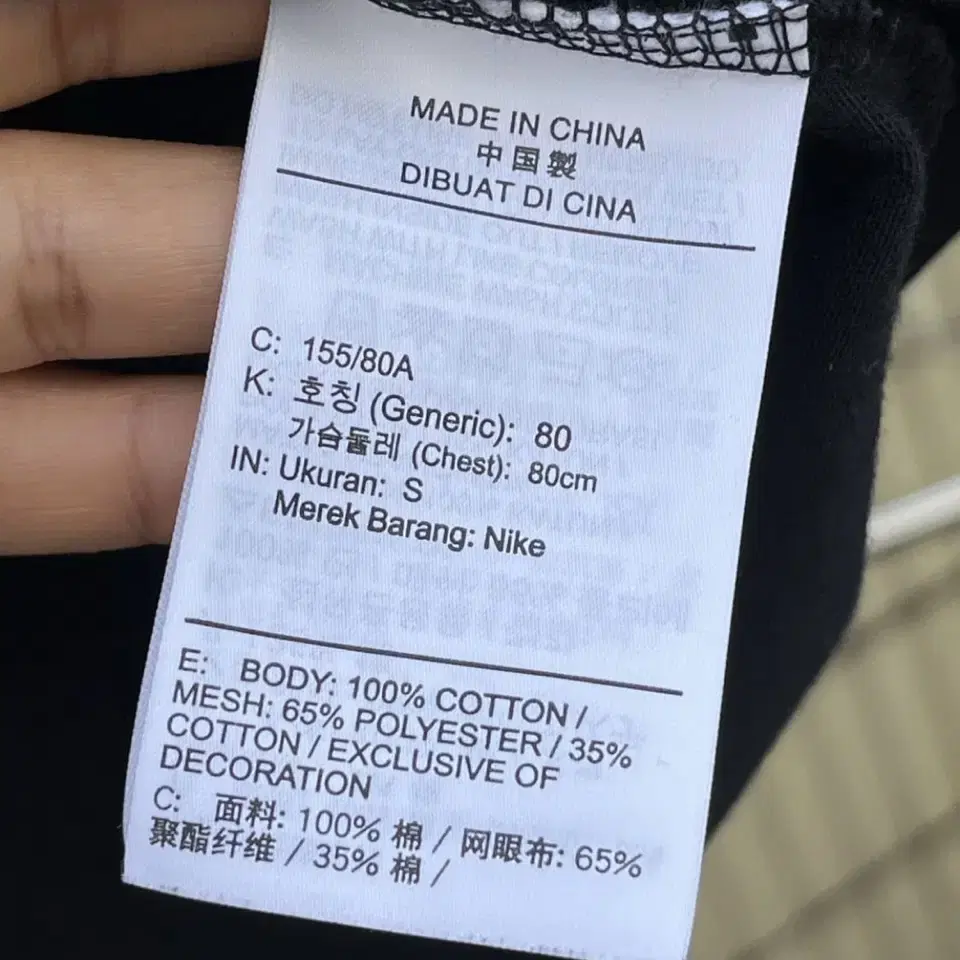 MADE IN CHINA
中国製
DIBUAT DI CINA
C: 155/80A
K: 호칭 (Generic): 80
가슴둘레 (Chest): 80cm
IN: Ukuran: S
Merek Barang: Nike
E: BODY: 100% COTTON /
MESH: 65% POLYESTER / 35%
COTTON / EXCLUSIVE OF
DECORATION
C: 面料: 100% 棉 / 网眼布: 65%
聚酯纤维 / 35% 棉 /